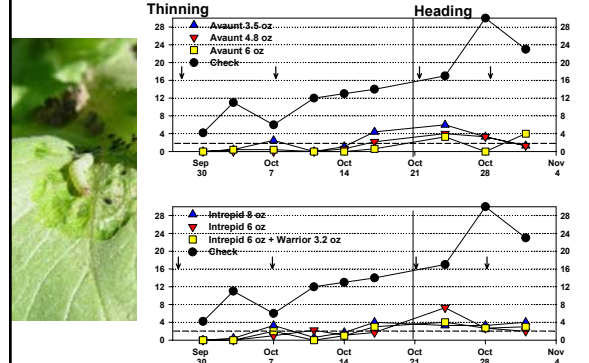 Thinning
Heading
28 28
Avaunt 3.5 oz
24 Avaunt 4.8 oz 24
20 Avaunt 6 oz 20
Check
16 16
12 12
8 8
4 4
0 0
Sep Oct Oct Oct Oct Nov
30 7 14 21 28 4
28 Intrepid 8 oz 28
Intrepid 6 oz
24 24
Intrepid 6 oz + Warrior 3.2 oz
20 Check 20
16 16
12 12
8 8
4 4
0 0
Sep Oct Oct Oct Oct Nov
30 7 14 21 28 4